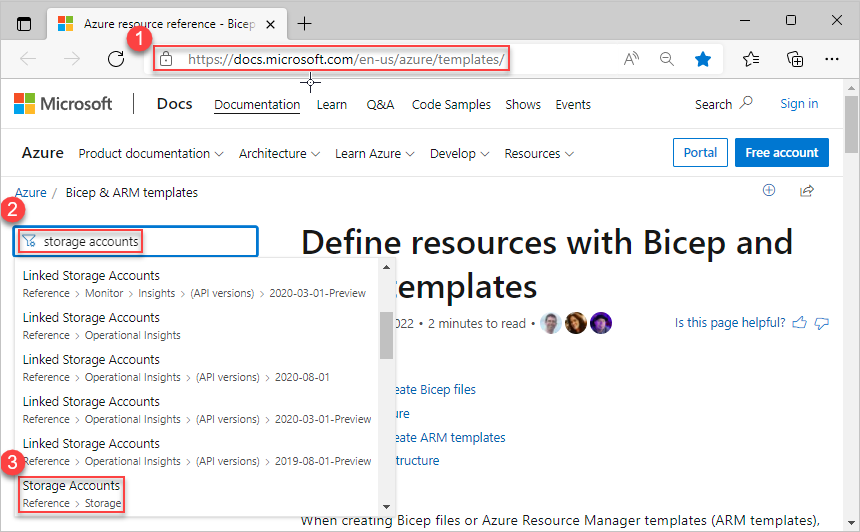 Azure resource reference - Bicep
1
https://docs.microsoft.com/en-us/azure/templates/
Microsoft Docs Documentation Learn Q&A Code Samples Shows Events Search Sign in
Azure Product documentation Architecture Learn Azure Develop Resources Portal Free account
Azure / Bicep & ARM templates
2
storage accounts
Linked Storage Accounts
Reference > Monitor > Insights > (API versions) > 2020-03-01-Preview
Linked Storage Accounts
Reference > Operational Insights
Linked Storage Accounts
Reference > Operational Insights > (API versions) > 2020-08-01
Linked Storage Accounts
Reference > Operational Insights > (API versions) > 2020-03-01-Preview
Linked Storage Accounts
Reference > Operational Insights > (API versions) > 2019-08-01-Preview
3
Storage Accounts
Reference > Storage
Define resources with Bicep and
templates
022 • 2 minutes to read •
Is this page helpful?
eate Bicep files
ure
eate ARM templates
tructure
When creating Bicep files or Azure Resource Manager templates (ARM templates),